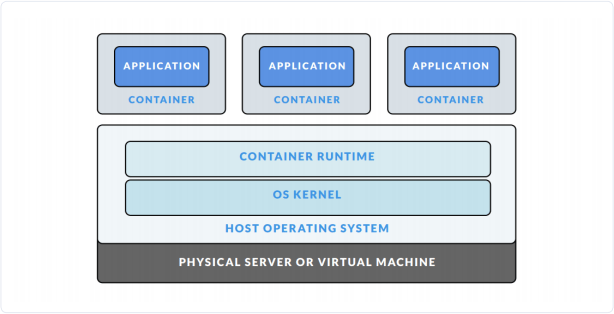 APPLICATION
APPLICATION
APPLICATION
CONTAINER
CONTAINER
CONTAINER
CONTAINER RUNTIME
OS KERNEL
HOST OPERATING SYSTEM
PHYSICAL SERVER OR VIRTUAL MACHINE